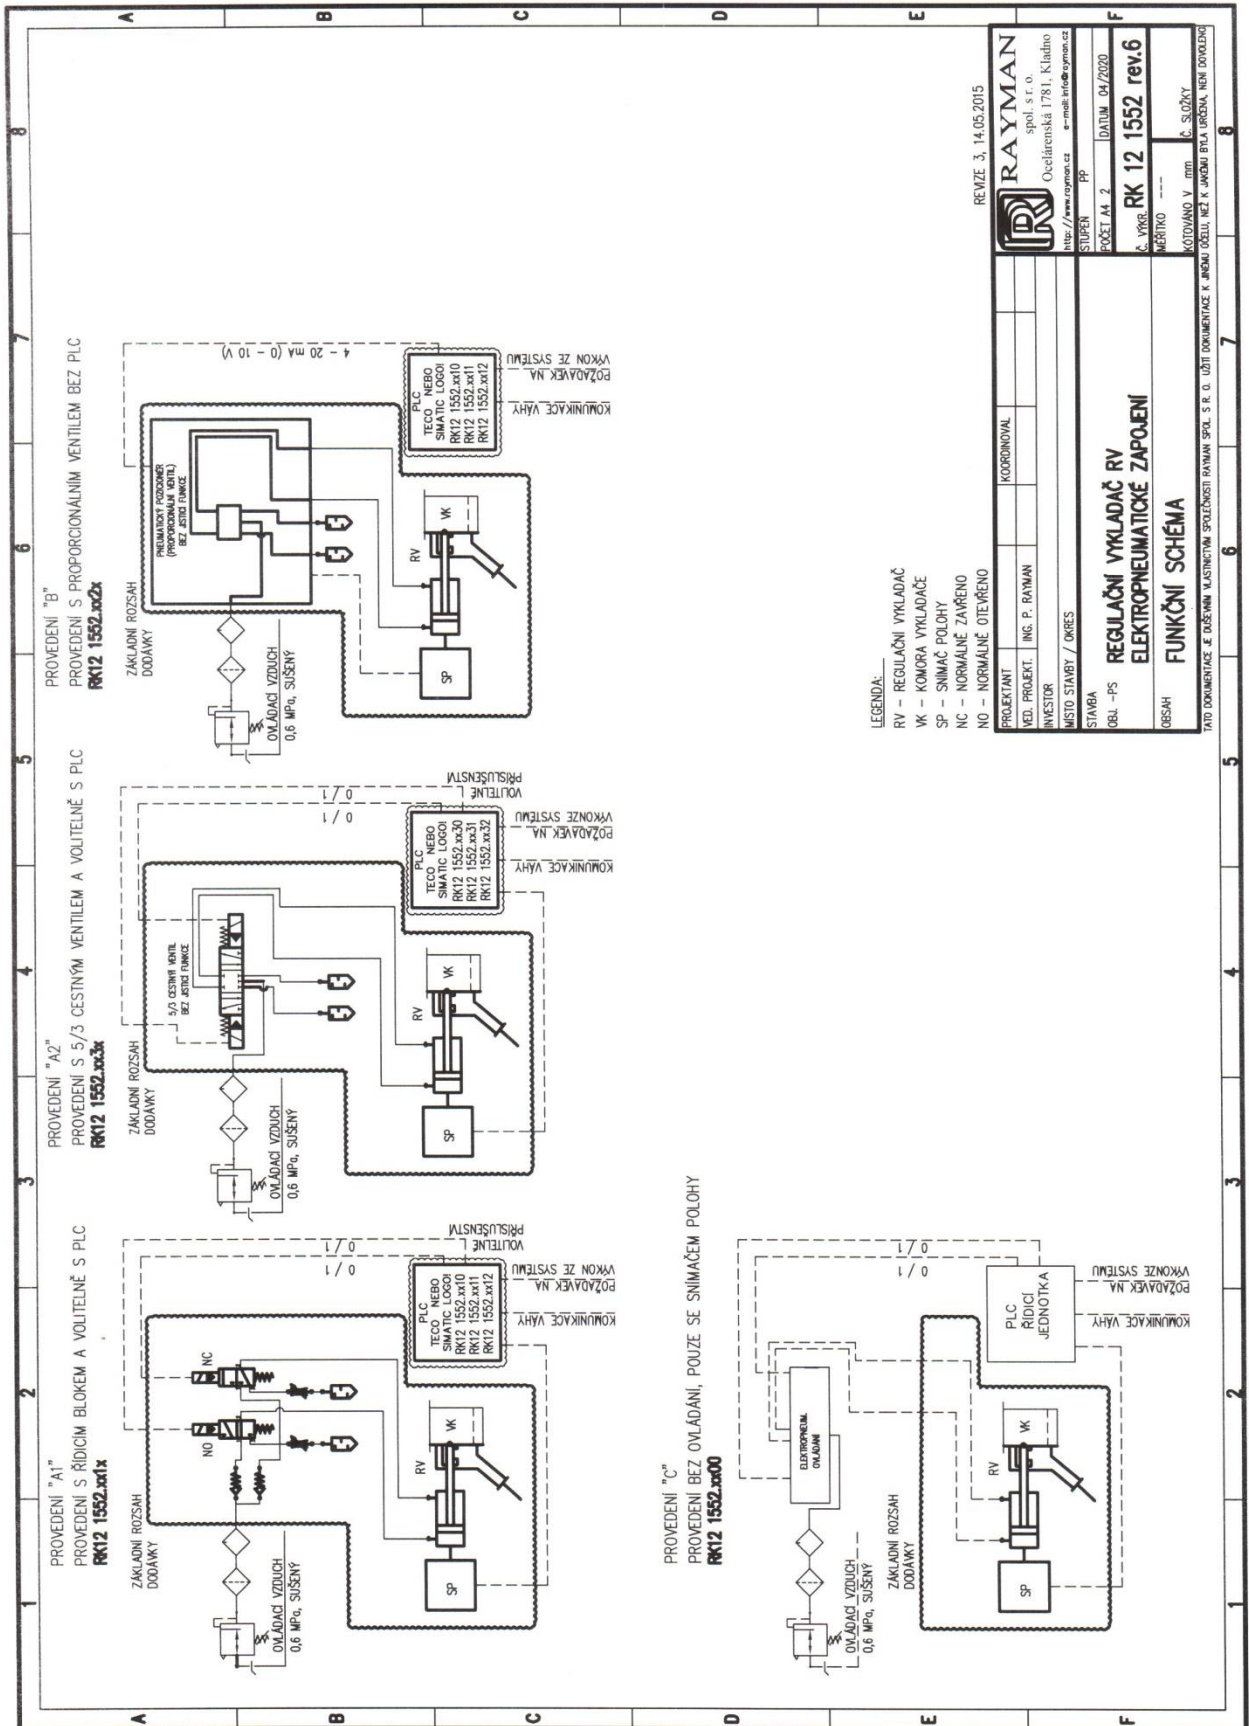 1 2 3 4 5 6 7 8
A
B
C
D
E
F
PROVEDENÍ "A1"
PROVEDENÍ S ŘÍDICÍM BLOKEM A VOLITELNĚ S PLC
RK12 1552.xx1x
ZÁKLADNÍ ROZSAH
DODÁVKY
NO
NC
0 / 1
0 / 1
VOLITELNÉ
PŘÍSLUŠENSTVÍ
OVLÁDACÍ VZDUCH
0,6 MPa, SUŠENÝ
PLC
TECO NEBO
SIMATIC LOGO!
RK12 1552.xx10
RK12 1552.xx11
RK12 1552.xx12
RV
VK
SP
KOMUNIKACE VÁHY
POŽADAVEK NA
VÝKON ZE SYSTÉMU
PROVEDENÍ "A2"
PROVEDENÍ S 5/3 CESTNÝM VENTILEM A VOLITELNĚ S PLC
RK12 1552.xx3x
ZÁKLADNÍ ROZSAH
DODÁVKY
5/3 CESTNÝ VENTIL
BEZ JISTICÍ FUNKCE
0 / 1
0 / 1
VOLITELNÉ
PŘÍSLUŠENSTVÍ
OVLÁDACÍ VZDUCH
0,6 MPa, SUŠENÝ
PLC
TECO NEBO
SIMATIC LOGO!
RK12 1552.xx30
RK12 1552.xx31
RK12 1552.xx32
RV
VK
SP
KOMUNIKACE VÁHY
POŽADAVEK NA
VÝKONZE SYSTÉMU
PROVEDENÍ "B"
PROVEDENÍ S PROPORCIONÁLNÍM VENTILEM BEZ PLC
RK12 1552.xx2x
ZÁKLADNÍ ROZSAH
DODÁVKY
PNEUMATICKÝ POZICIONÉR
(PROPORCIONÁLNÍ VENTIL)
BEZ JISTICÍ FUNKCE
4 - 20 mA (0 - 10 V)
OVLÁDACÍ VZDUCH
0,6 MPa, SUŠENÝ
PLC
TECO NEBO
SIMATIC LOGO!
RK12 1552.xx10
RK12 1552.xx11
RK12 1552.xx12
RV
VK
SP
KOMUNIKACE VÁHY
POŽADAVEK NA
VÝKON ZE SYSTÉMU
PROVEDENÍ "C"
PROVEDENÍ BEZ OVLÁDÁNÍ, POUZE SE SNÍMAČEM POLOHY
RK12 1552.xx00
ELEKTROPNEUM.
OVLÁDÁNÍ
0 / 1
0 / 1
OVLÁDACÍ VZDUCH
0,6 MPa, SUŠENÝ
ZÁKLADNÍ ROZSAH
DODÁVKY
PLC
ŘÍDICÍ
JEDNOTKA
RV
VK
SP
KOMUNIKACE VÁHY
POŽADAVEK NA
VÝKON ZE SYSTÉMU
LEGENDA:
RV – REGULAČNÍ VYKLADAČ
VK – KOMORA VYKLADAČE
SP – SNÍMAČ POLOHY
NC – NORMÁLNĚ ZAVŘENO
NO – NORMÁLNĚ OTEVŘENO
REVIZE 3, 14.05.2015
PROJEKTANT
KOORDINOVAL
VED. PROJEKT. ING. P. RAYMAN
INVESTOR
MÍSTO STAVBY / OKRES
RAYMAN
spol. s r. o.
Ocelárenská 1781, Kladno
http://www.rayman.cz e-mail: info@rayman.cz
STAVBA
OBJ. -PS
REGULAČNÍ VYKLADAČ RV
ELEKTROPNEUMATICKÉ ZAPOJENÍ
STUPEŇ PP
POČET A4 2 DATUM 04/2020
Č. VÝKR. RK 12 1552 rev.6
OBSAH
FUNKČNÍ SCHÉMA
MĚŘÍTKO ---
KÓTOVÁNO V mm
Č. SLOŽKY
TATO DOKUMENTACE JE DUŠEVNÍM VLASTNICTVÍM SPOLEČNOSTI RAYMAN SPOL. S R. O. UŽITÍ DOKUMENTACE K JINÉMU ÚČELU, NEŽ K JAKÉMU BYLA URČENA, NENÍ DOVOLENO
1 2 3 4 5 6 7 8
A
B
C
D
E
F